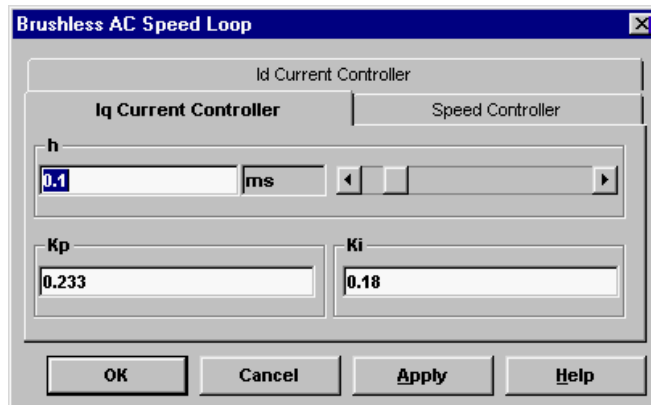 Brushless AC Speed Loop
Id Current Controller
Iq Current Controller Speed Controller
h
0.1 ms
Kp Ki
0.233 0.18
OK Cancel Apply Help